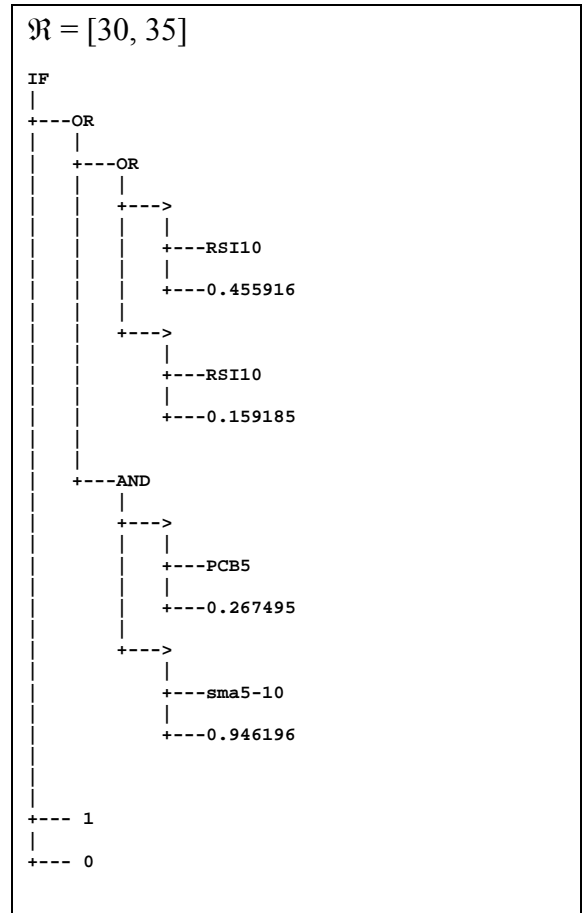 ℜ = [30, 35]
IF
|
+---OR
|   |
|   +---OR
|   |   |
|   |   +--->
|   |   |   |
|   |   |   +---RSI10
|   |   |   |
|   |   |   +---0.455916
|   |   |
|   |   +--->
|   |       |
|   |       +---RSI10
|   |       |
|   |       +---0.159185
|   |
|   |
|   +---AND
|       |
|       +--->
|       |   |
|       |   +---PCB5
|       |   |
|       |   +---0.267495
|       |
|       +--->
|           |
|           +---sma5-10
|           |
|           +---0.946196
|
|
|
+--- 1
|
+--- 0